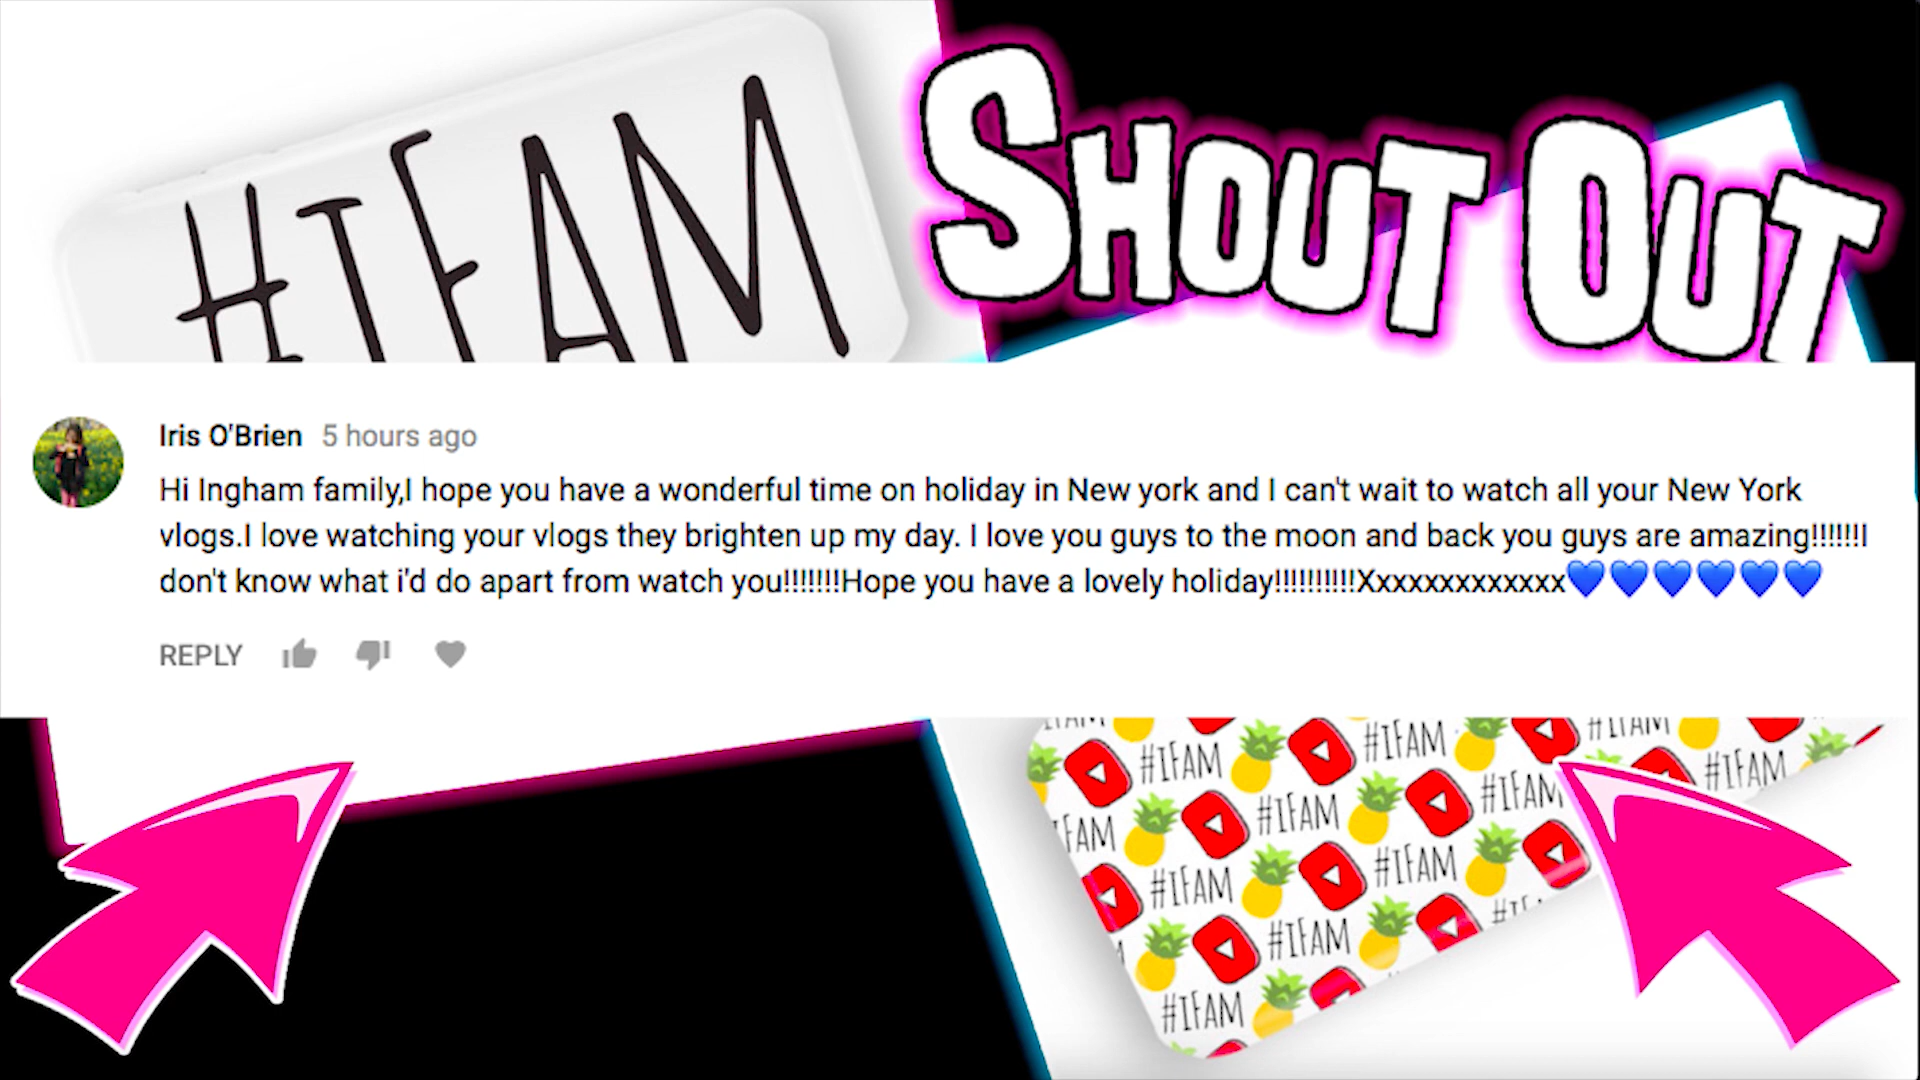 #IFAM
SHOUT OUT
Iris O'Brien 5 hours ago
Hi Ingham family,I hope you have a wonderful time on holiday in New york and I can't wait to watch all your New York
vlogs.I love watching your vlogs they brighten up my day. I love you guys to the moon and back you guys are amazing!!!!!!!I
don't know what i'd do apart from watch you!!!!!!!Hope you have a lovely holiday!!!!!!!!!!Xxxxxxxxxxxxx💙💙💙💙💙💙
REPLY
#IFAM #IFAM #IFAM
#IFAM #IFAM
#IFAM #IFAM
#IFAM #IFAM
#IFAM
#IFAM